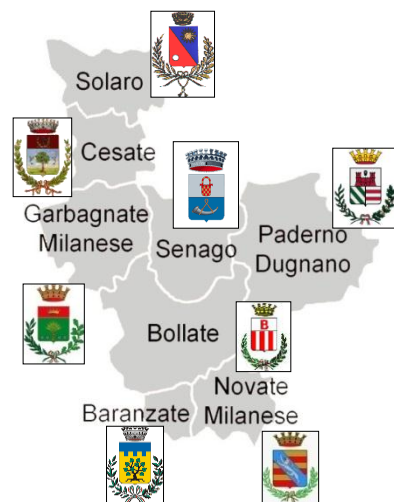 Solaro
Cesate
Garbagnate
Milanese
Senago
Paderno
Dugnano
Bollate
B
Novate
Milanese
Baranzate